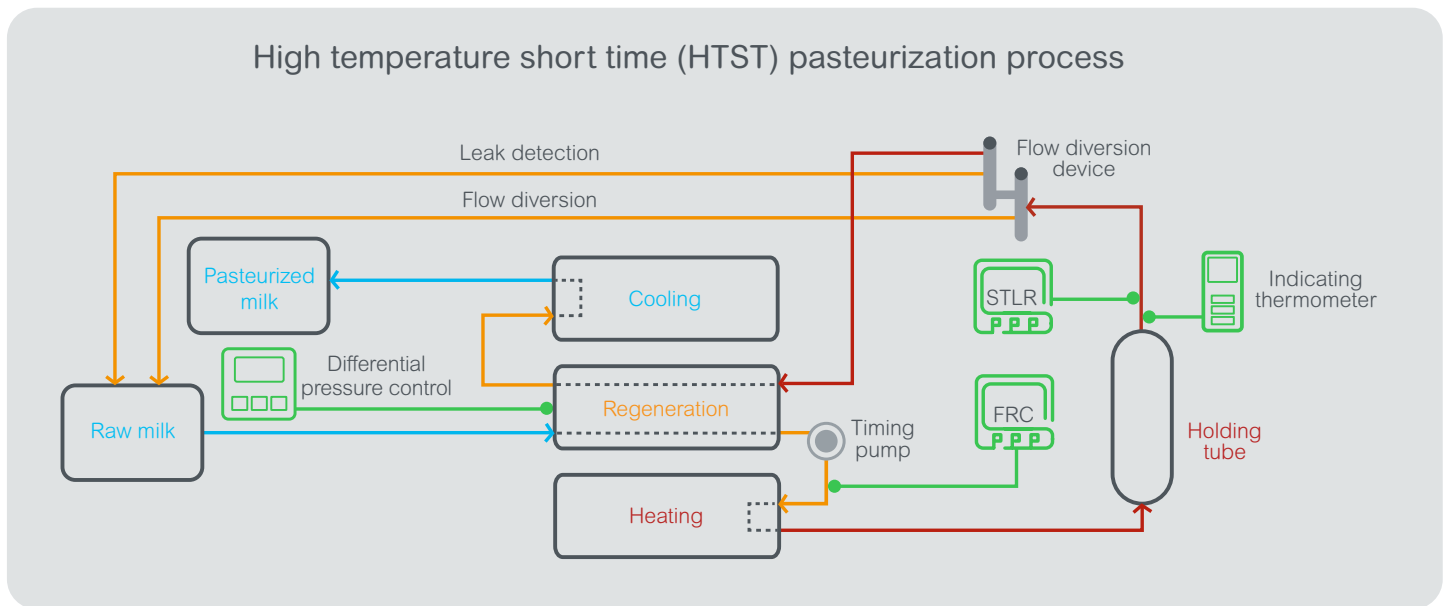 High temperature short time (HTST) pasteurization process
Leak detection
Flow diversion
device
Flow diversion
Pasteurized
milk
Cooling
STLR
Indicating
thermometer
Differential
pressure control
Raw milk
Regeneration
Timing
pump
FRC
Holding
tube
Heating